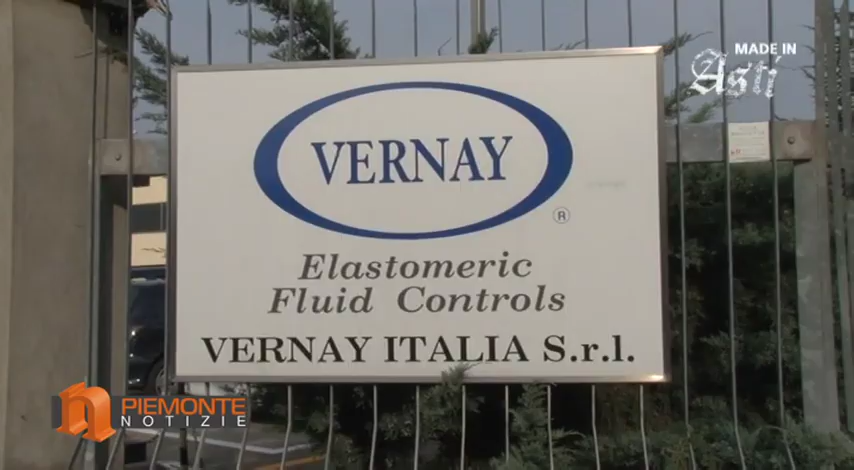 MADE IN
Asti
VERNAY
®
Elastomeric
Fluid Controls
VERNAY ITALIA S.r.l.
PIEMONTE
NOTIZIE